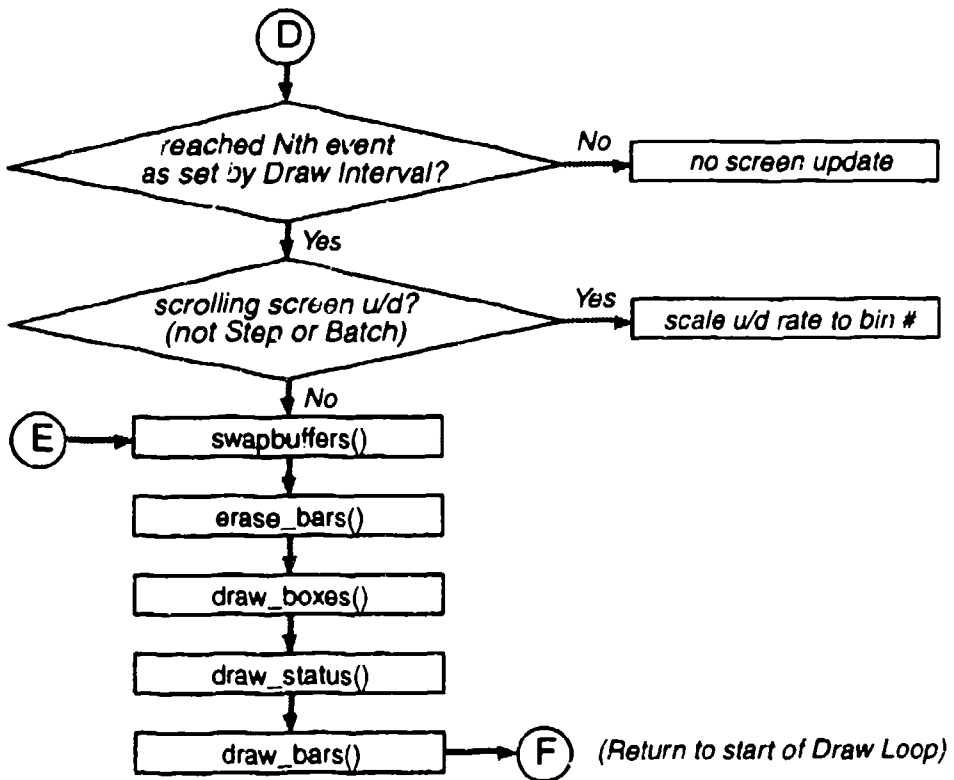 D
reached Nth event
as set by Draw Interval?
No
no screen update
Yes
scrolling screen u/d?
(not Step or Batch)
Yes
scale u/d rate to bin #
No
E
swapbuffers()
erase_bars()
draw_boxes()
draw_status()
draw_bars()
F
(Return to start of Draw Loop)